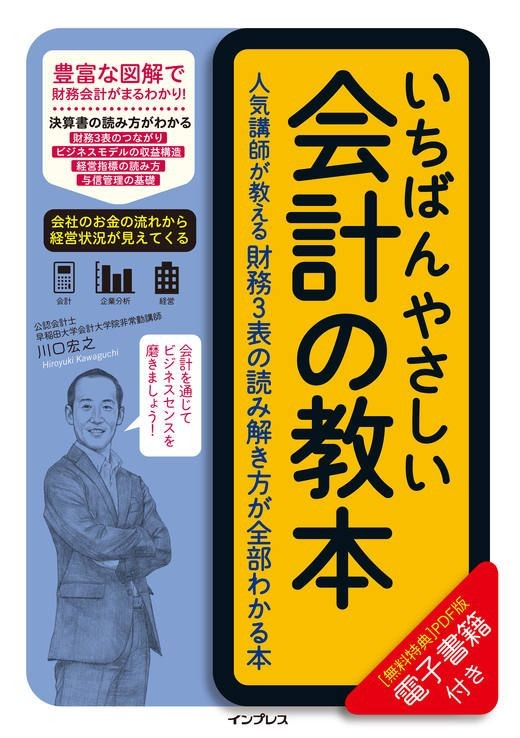 豊富な図解で
財務会計がまるわかり!
決算書の読み方がわかる
財務3表のつながり
ビジネスモデルの収益構造
経営指標の読み方
与信管理の基礎
会社のお金の流れから
経営状況が見えてくる
会計
企業分析
経営
公認会計士
早稲田大学会計大学院非常勤講師
川口宏之
Hiroyuki Kawaguchi
会計を通じて
ビジネスセンスを
磨きましょう!
いちばんやさしい
会計の教本
人気講師が教える 財務3表の読み解き方が全部わかる本
[無料特典]PDF版
電子書籍
付き
インプレス